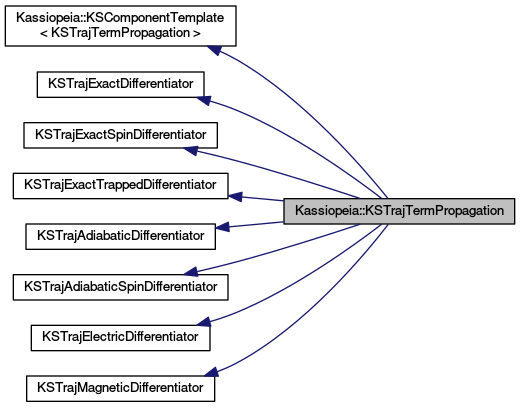 Kassiopeia::KSComponentTemplate
< KSTrajTermPropagation >
KSTrajExactDifferentiator
KSTrajExactSpinDifferentiator
KSTrajExactTrappedDifferentiator
Kassiopeia::KSTrajTermPropagation
KSTrajAdiabaticDifferentiator
KSTrajAdiabaticSpinDifferentiator
KSTrajElectricDifferentiator
KSTrajMagneticDifferentiator